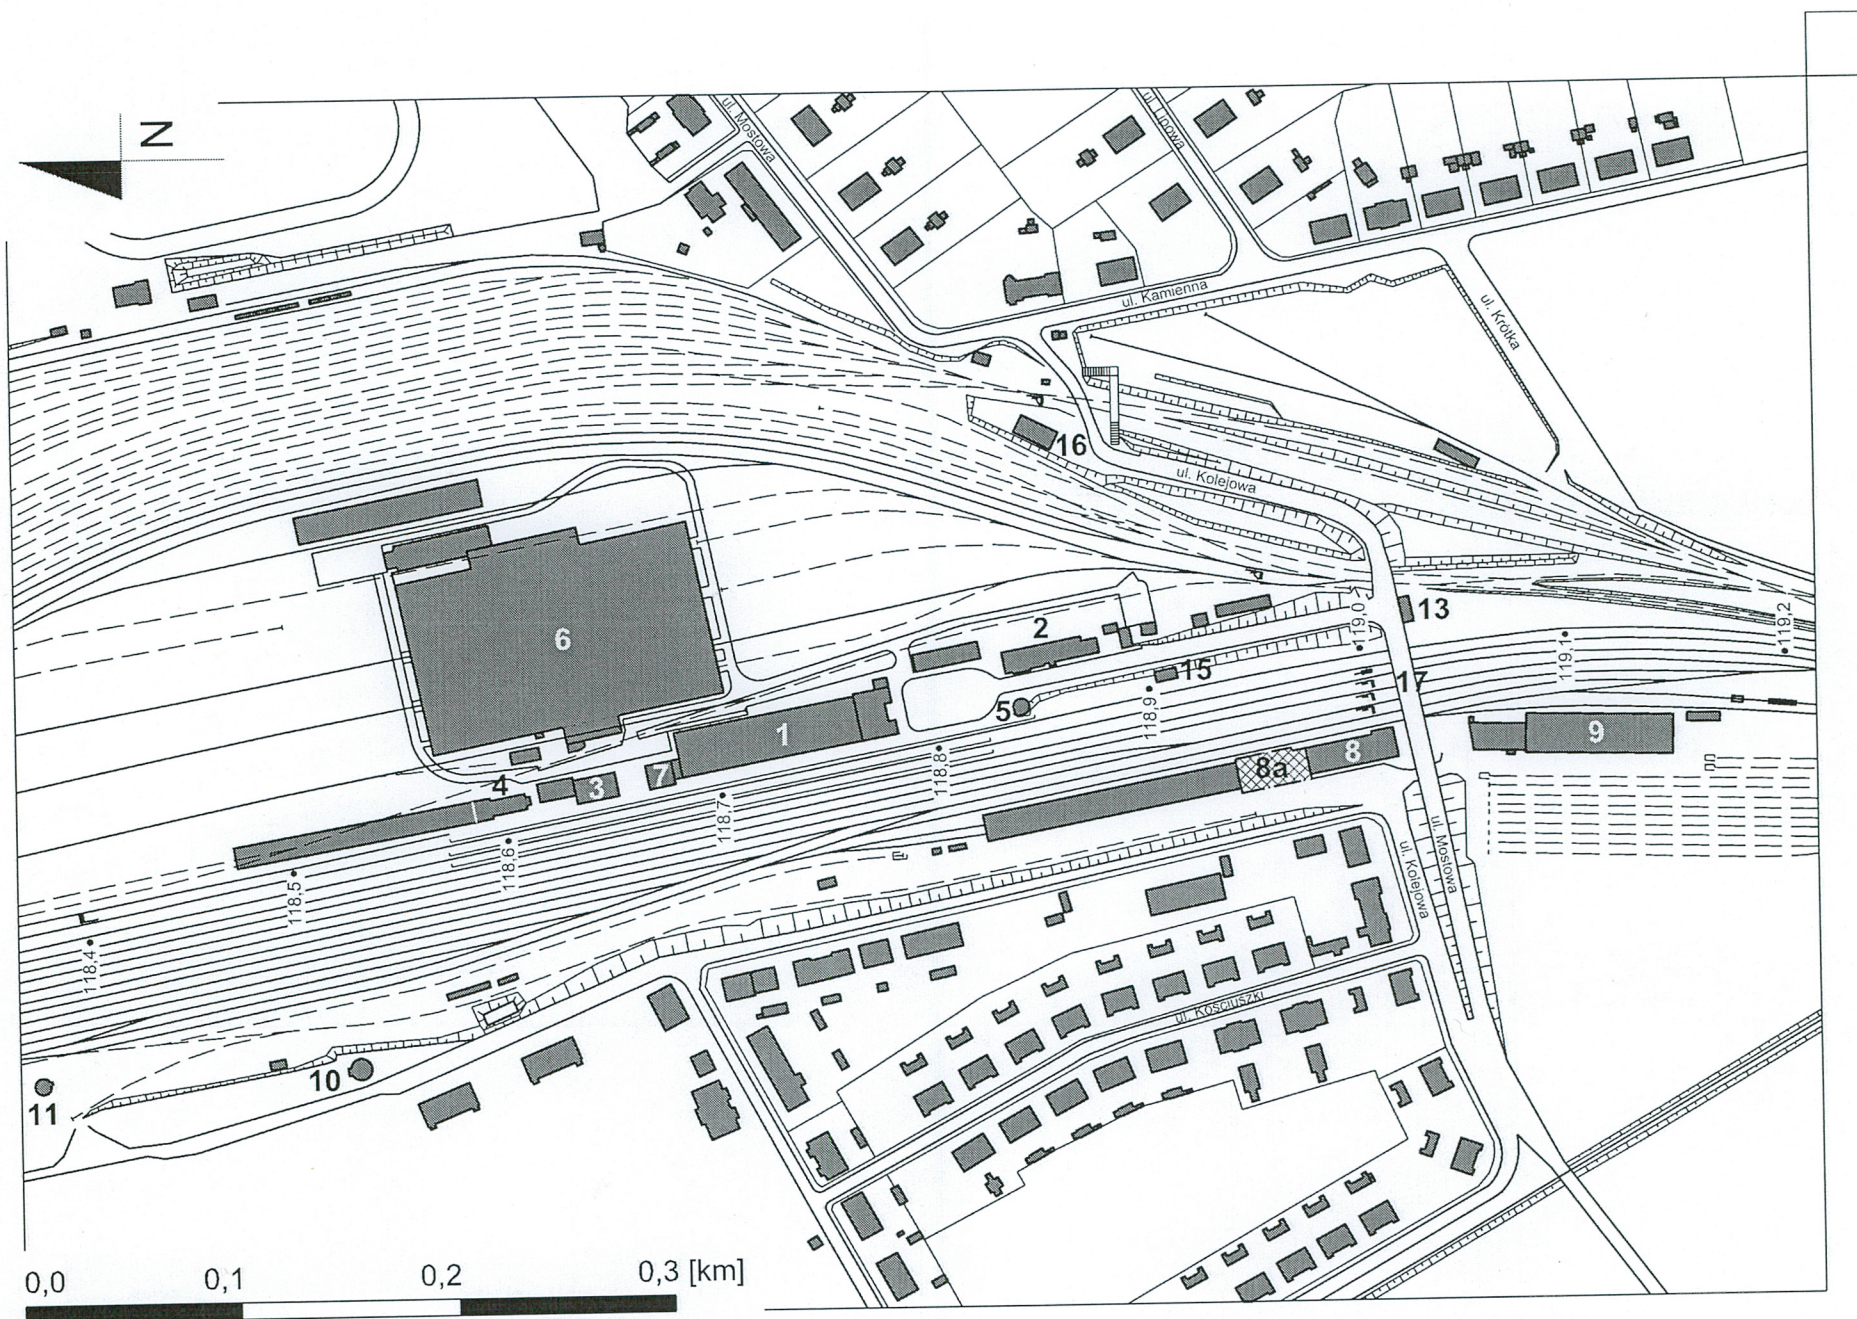 N
ul. Mostowa
ul. Lipowa
ul. Kamienna
ul. Krótka
16
ul. Kolejowa
6
2
13
15
17
5
1
9
8
8a
7
3
4
118,4
118,5
118,6
118,7
118,8
118,9
119,0
119,1
119,2
ul. Mostowa
ul. Kolejowa
ul. Kościuszki
10
11
0,0
0,1
0,2
0,3 [km]